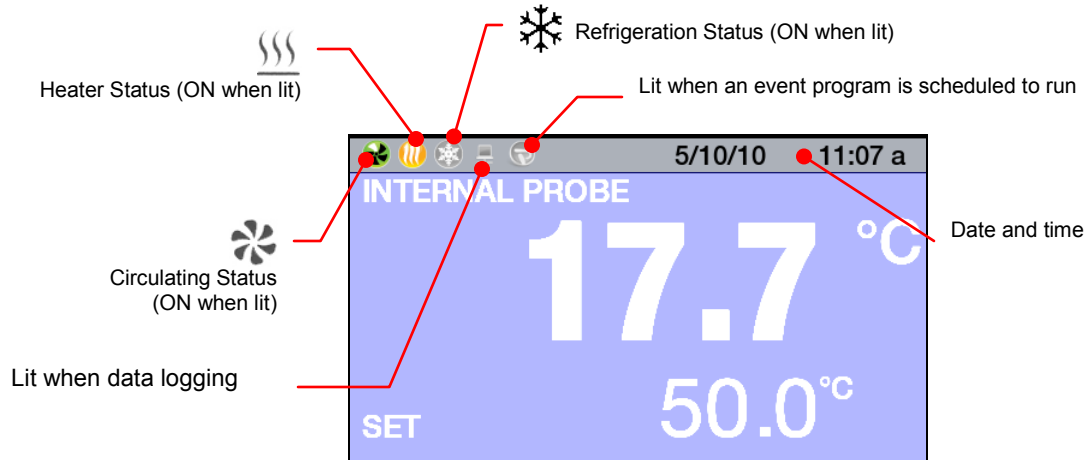 Refrigeration Status (ON when lit)
Heater Status (ON when lit)
Lit when an event program is scheduled to run
5/10/10 11:07 a
INTERNAL PROBE
17.7 °C
Date and time
Circulating Status
(ON when lit)
Lit when data logging
SET 50.0°C